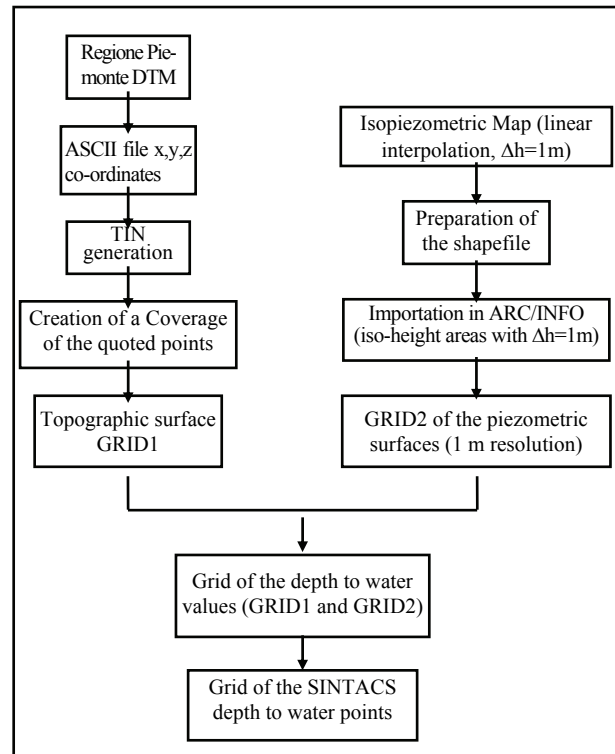 Regione Pie-
monte DTM
ASCII file x,y,z
co-ordinates
TIN
generation
Creation of a Coverage
of the quoted points
Topographic surface
GRID1
Isopiezometric Map (linear
interpolation, Δh=1m)
Preparation of
the shapefile
Importation in ARC/INFO
(iso-height areas with Δh=1m)
GRID2 of the piezometric
surfaces (1 m resolution)
Grid of the depth to water
values (GRID1 and GRID2)
Grid of the SINTACS
depth to water points